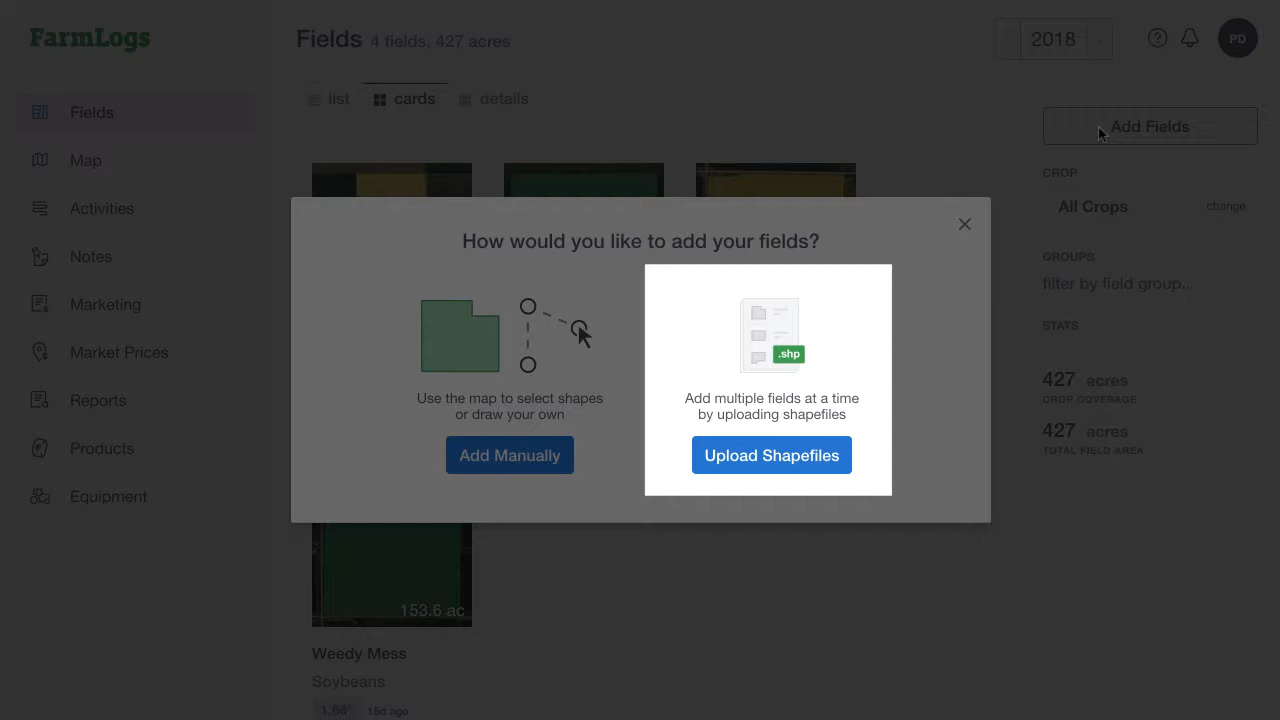 FarmLogs
Fields 4 fields, 427 acres
2018
PD
list cards details
Add Fields
Fields
Map
Activities
Notes
Marketing
Market Prices
Reports
Products
Equipment
How would you like to add your fields?
.shp
Use the map to select shapes
or draw your own
Add Manually
Add multiple fields at a time
by uploading shapefiles
Upload Shapefiles
CROP
All Crops change
GROUPS
filter by field group...
STATS
427 acres
CROP COVERAGE
427 acres
TOTAL FIELD AREA
153.6 ac
Weedy Mess
Soybeans
1.66" 15d ago